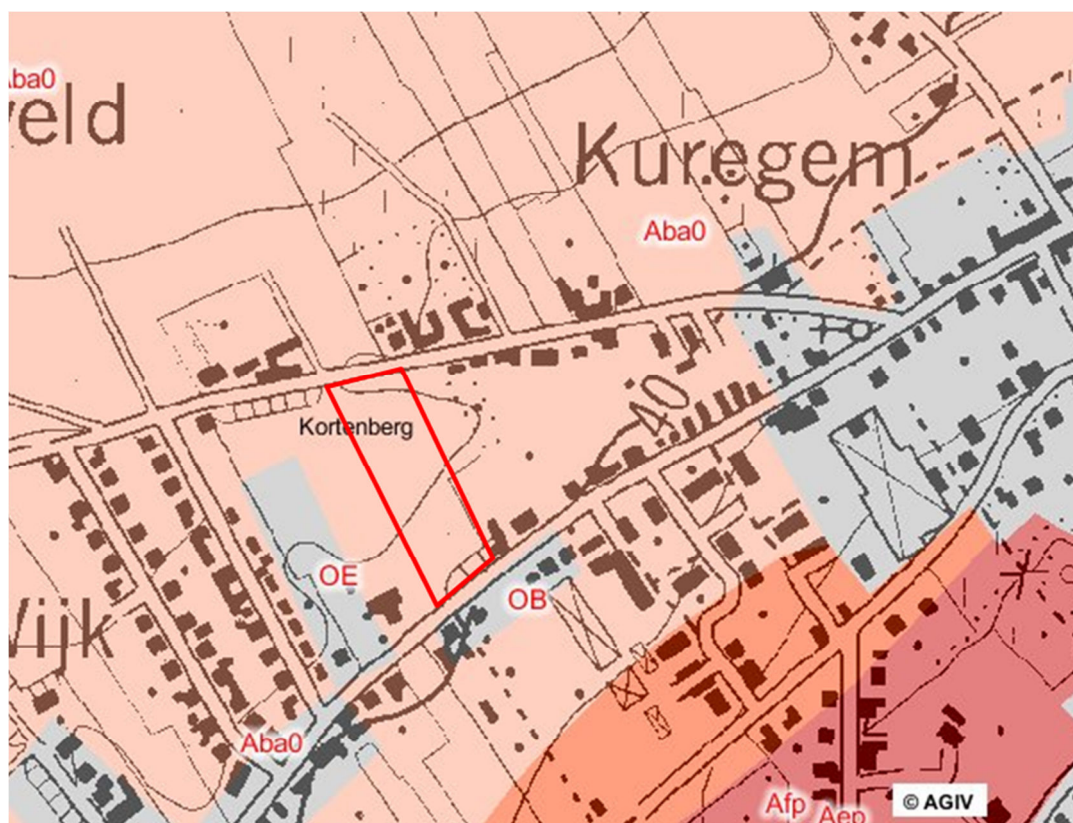 Aba0
veld
Kuregem
Aba0
40
Kortenberg
OE
OB
Wijk
Aba0
Afp
Aep
© AGIV